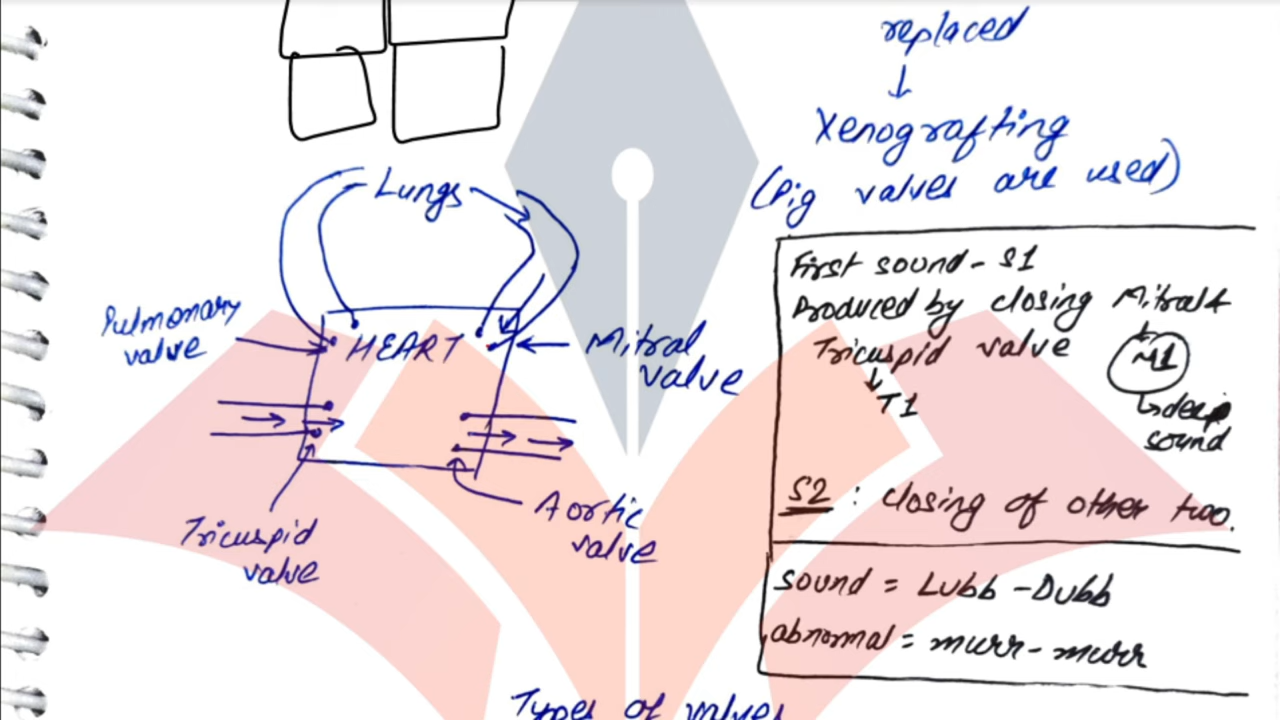 replaced
Xenografting
(Pig valves are used)
Lungs
Pulmonary
valve
HEART
Mitral
valve
Tricuspid
valve
Aortic
valve
First sound - S1
Produced by closing Mitral &
Tricuspid valve
M1
T1
deep
sound
S2 : closing of other two.
sound = Lubb - Dubb
abnormal = murr - murr
Types of valves